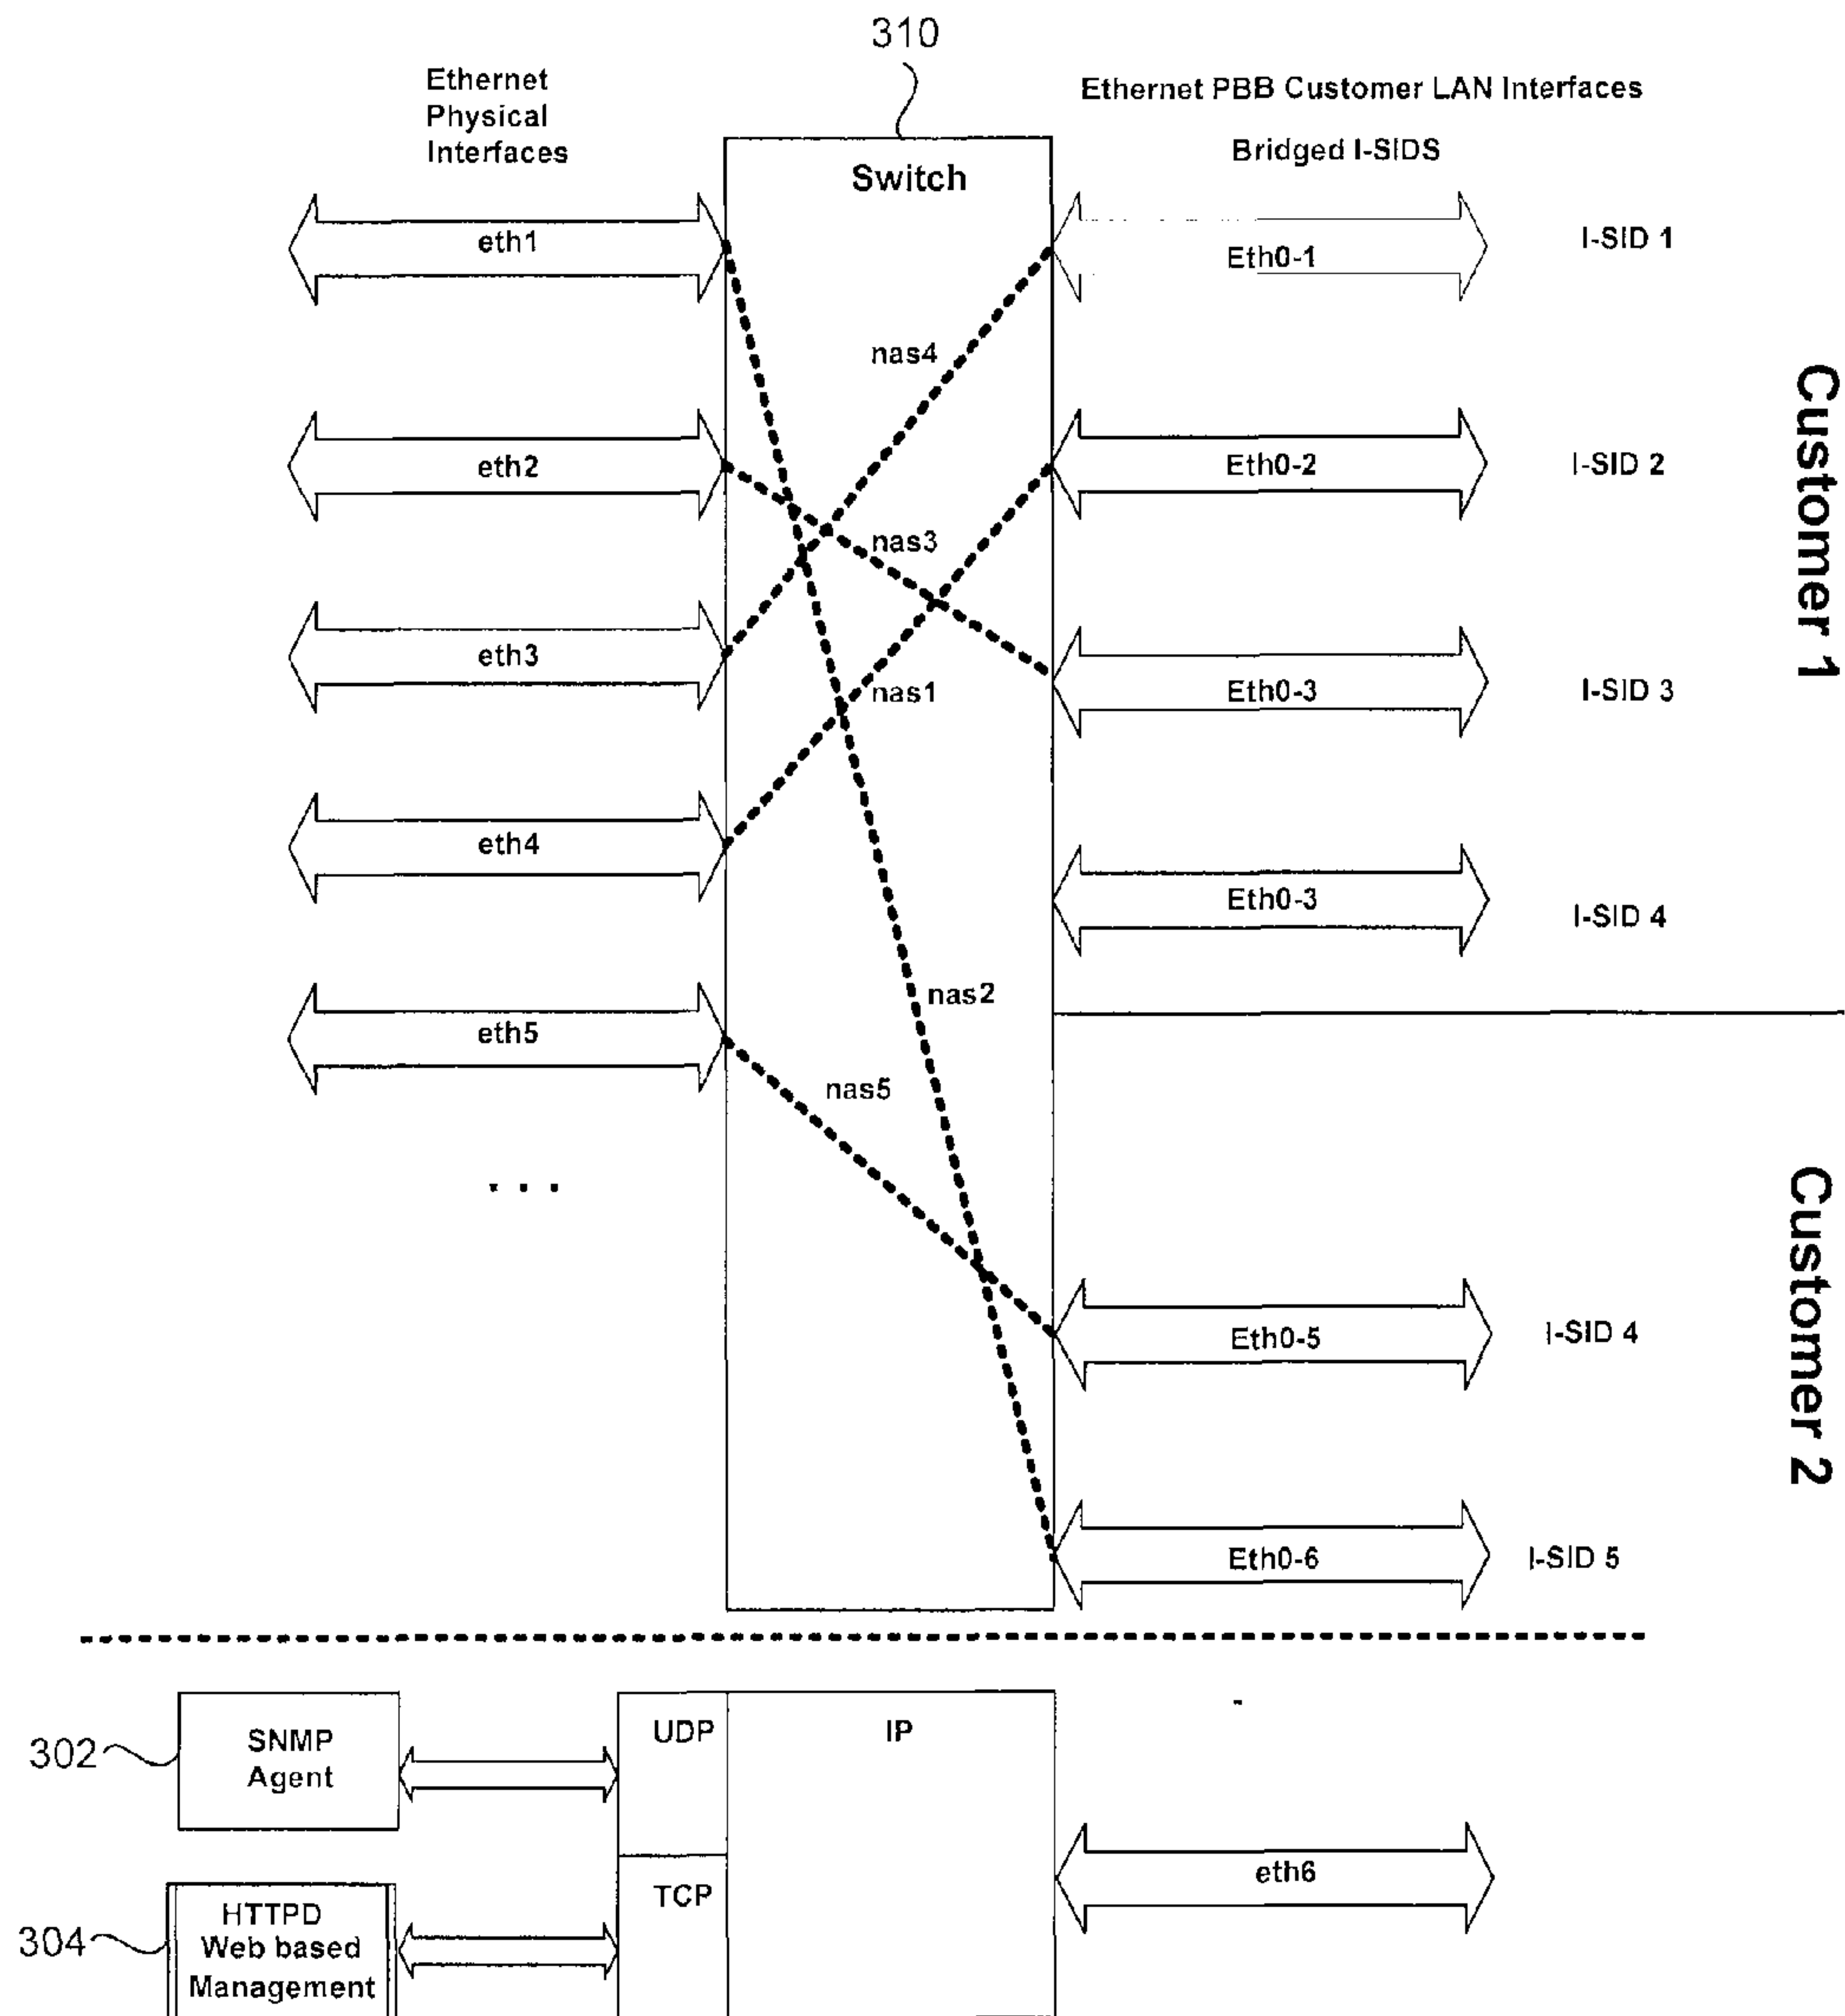 310
Ethernet
Physical
Interfaces
Ethernet PBB Customer LAN Interfaces
Bridged I-SIDS
Switch
eth1
Eth0-1
I-SID 1
nas4
Customer 1
eth2
Eth0-2
I-SID 2
nas3
eth3
nas1
Eth0-3
I-SID 3
eth4
Eth0-3
I-SID 4
nas2
eth5
nas5
. . .
Customer 2
Eth0-5
I-SID 4
Eth0-6
I-SID 5
302
SNMP
Agent
UDP
IP
eth6
304
HTTPD
Web based
Management
TCP